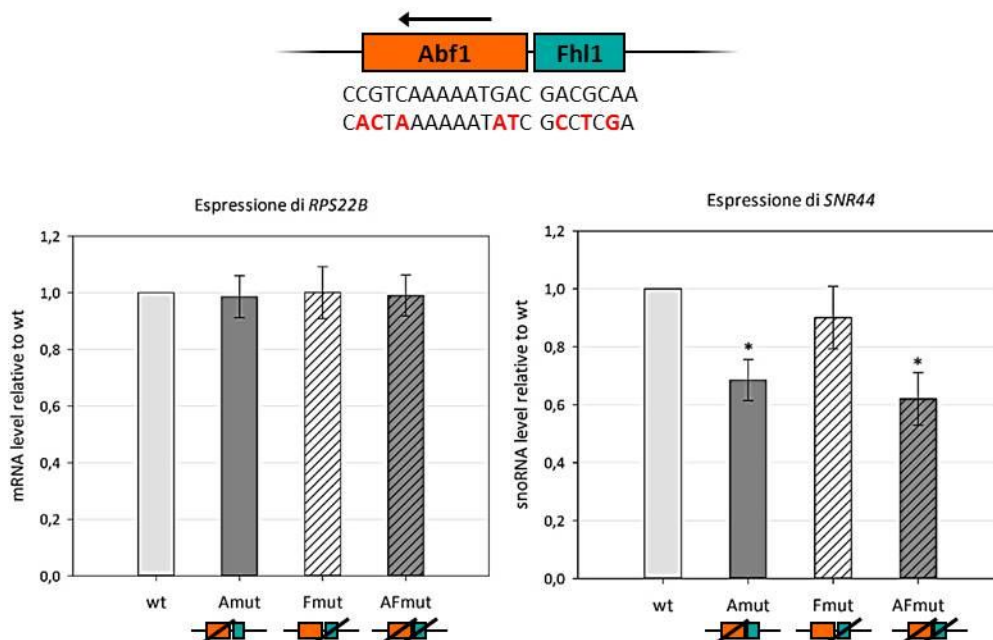 Abf1 Fhl1
CCGTCAAAAATGAC GACGCAA
CACTAAAAAATATC GCCTCGA
Espressione di RPS22B
mRNA level relative to wt
1,2
1,0
0,8
0,6
0,4
0,2
0,0
wt Amut Fmut AFmut
Espressione di SNR44
snoRNA level relative to wt
1,2
1,0
0,8
0,6
0,4
0,2
0,0
*
*
wt Amut Fmut AFmut